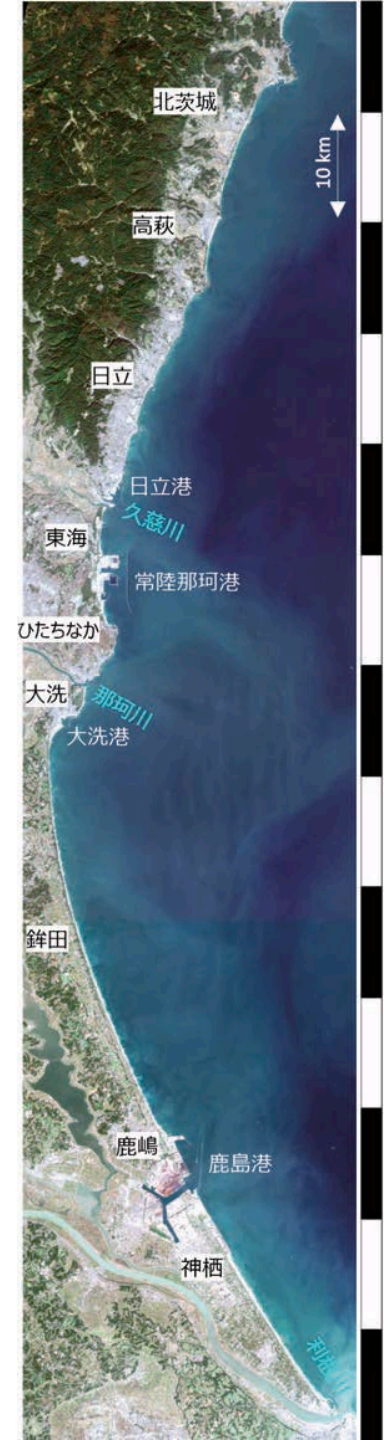 北茨城
10 km
高萩
日立
日立港
久慈川
東海
常陸那珂港
ひたちなか
大洗
那珂川
大洗港
鉾田
鹿嶋
鹿島港
神栖
利根川